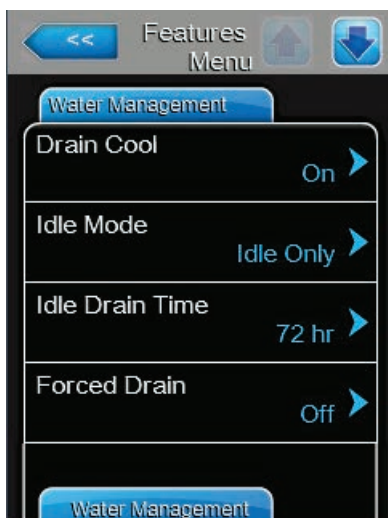 <<
Features
Menu
Water Management
Drain Cool
On
Idle Mode
Idle Only
Idle Drain Time
72 hr
Forced Drain
Off
Water Management